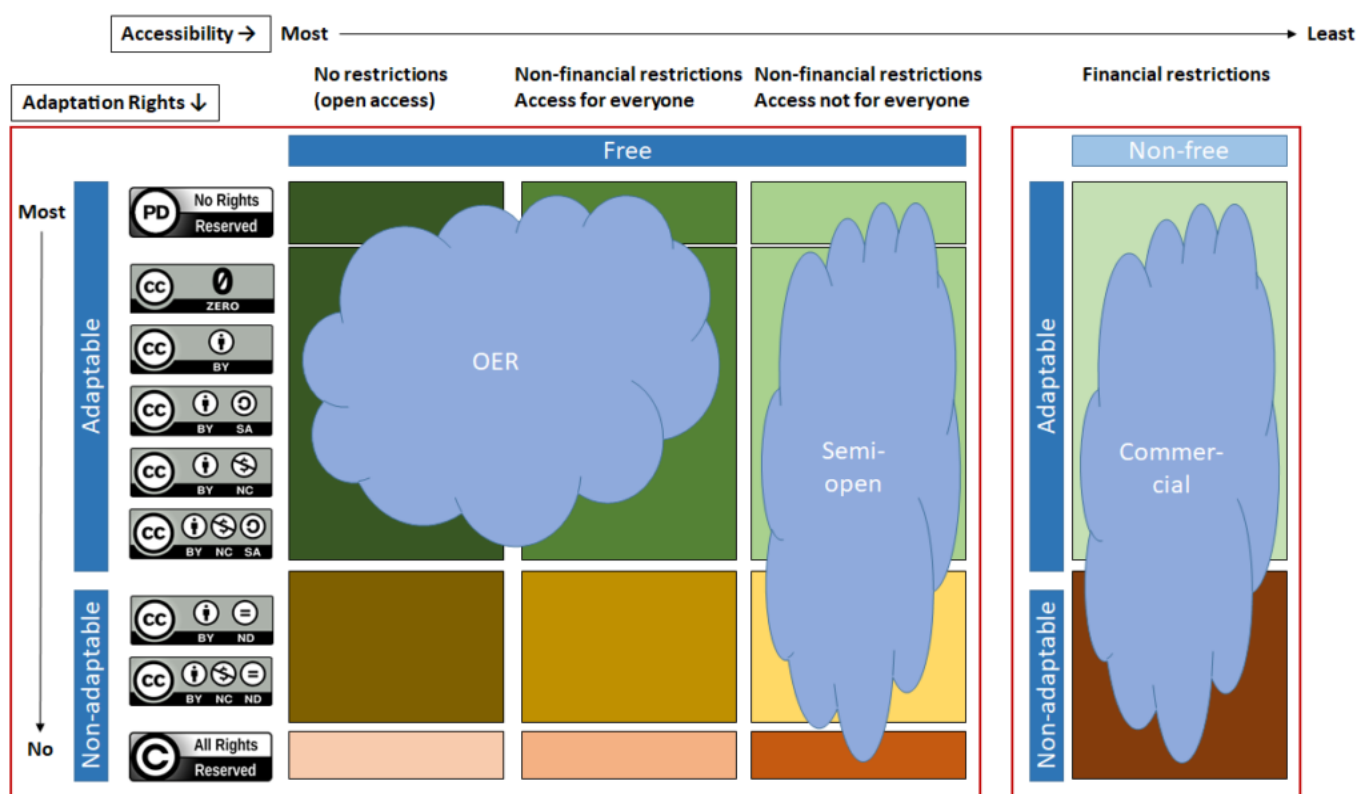 Accessibility → Most Least
No restrictions
(open access)
Non-financial restrictions
Access for everyone
Non-financial restrictions
Access not for everyone
Financial restrictions
Adaptation Rights ↓
Free
Non-free
Most
No
Adaptable
Non-adaptable
PD No Rights
Reserved
cc 0
ZERO
cc
BY
cc
BY SA
cc
BY NC
cc
BY NC SA
cc
BY ND
cc
BY NC ND
C All Rights
Reserved
OER
Semi-
open
Adaptable
Non-adaptable
Commer-
cial